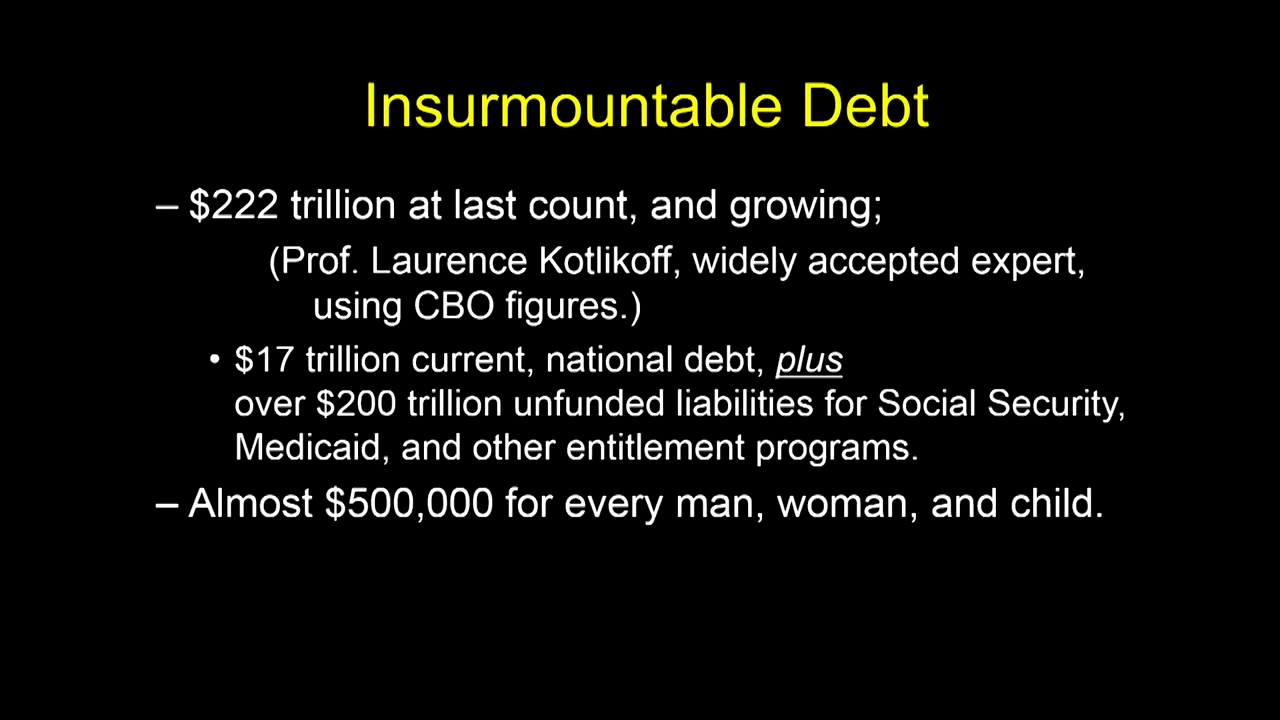 Insurmountable Debt
– $222 trillion at last count, and growing;
(Prof. Laurence Kotlikoff, widely accepted expert,
using CBO figures.)
• $17 trillion current, national debt, plus
over $200 trillion unfunded liabilities for Social Security,
Medicaid, and other entitlement programs.
– Almost $500,000 for every man, woman, and child.